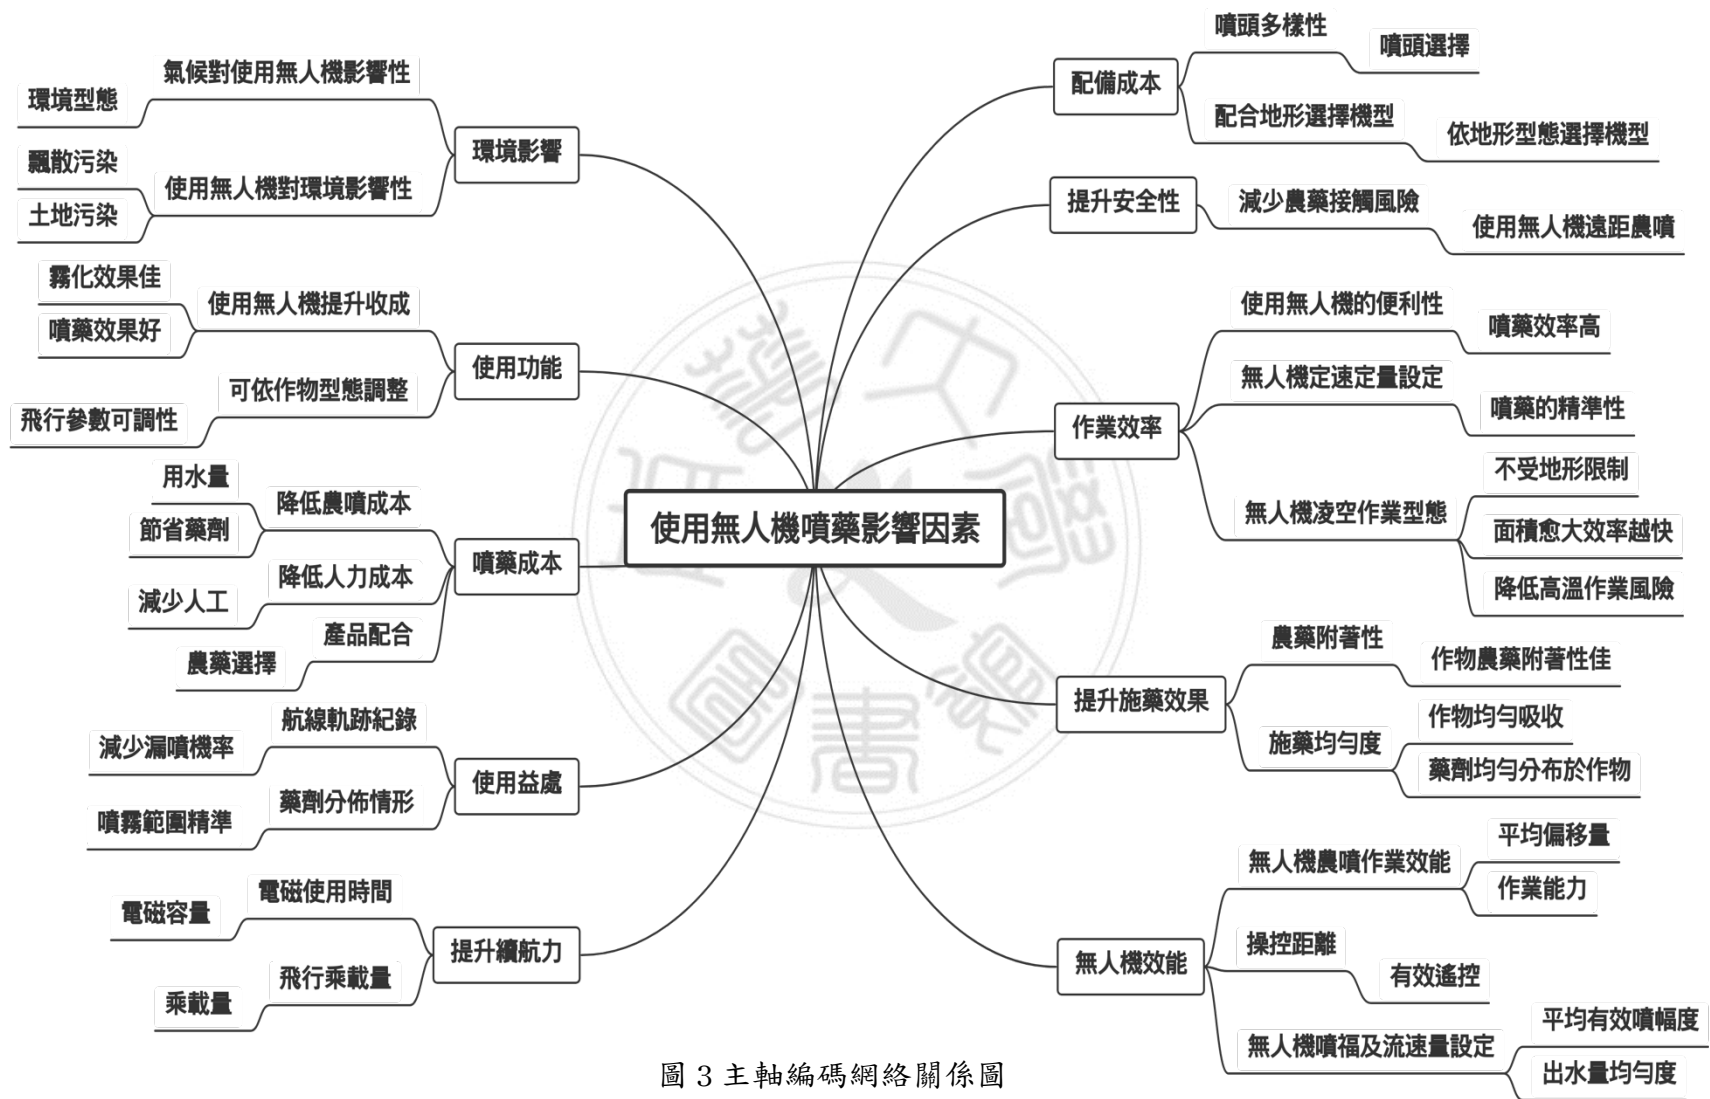 使用無人機噴藥影響因素
環境影響
氣候對使用無人機影響性
環境型態
使用無人機對環境影響性
飄散污染
土地污染
使用功能
使用無人機提升收成
霧化效果佳
噴藥效果好
可依作物型態調整
飛行參數可調性
噴藥成本
降低農噴成本
用水量
節省藥劑
降低人力成本
減少人工
產品配合
農藥選擇
使用益處
航線軌跡紀錄
減少漏噴機率
藥劑分佈情形
噴霧範圍精準
提升續航力
電磁使用時間
電磁容量
飛行乘載量
乘載量
配備成本
噴頭多樣性
噴頭選擇
配合地形選擇機型
依地形型態選擇機型
提升安全性
減少農藥接觸風險
使用無人機遠距農噴
作業效率
使用無人機的便利性
噴藥效率高
無人機定速定量設定
噴藥的精準性
無人機凌空作業型態
不受地形限制
面積愈大效率越快
降低高溫作業風險
提升施藥效果
農藥附著性
作物農藥附著性佳
施藥均勻度
作物均勻吸收
藥劑均勻分布於作物
無人機效能
無人機農噴作業效能
平均偏移量
作業能力
操控距離
有效遙控
無人機噴福及流速量設定
平均有效噴幅度
出水量均勻度
圖 3 主軸編碼網絡關係圖